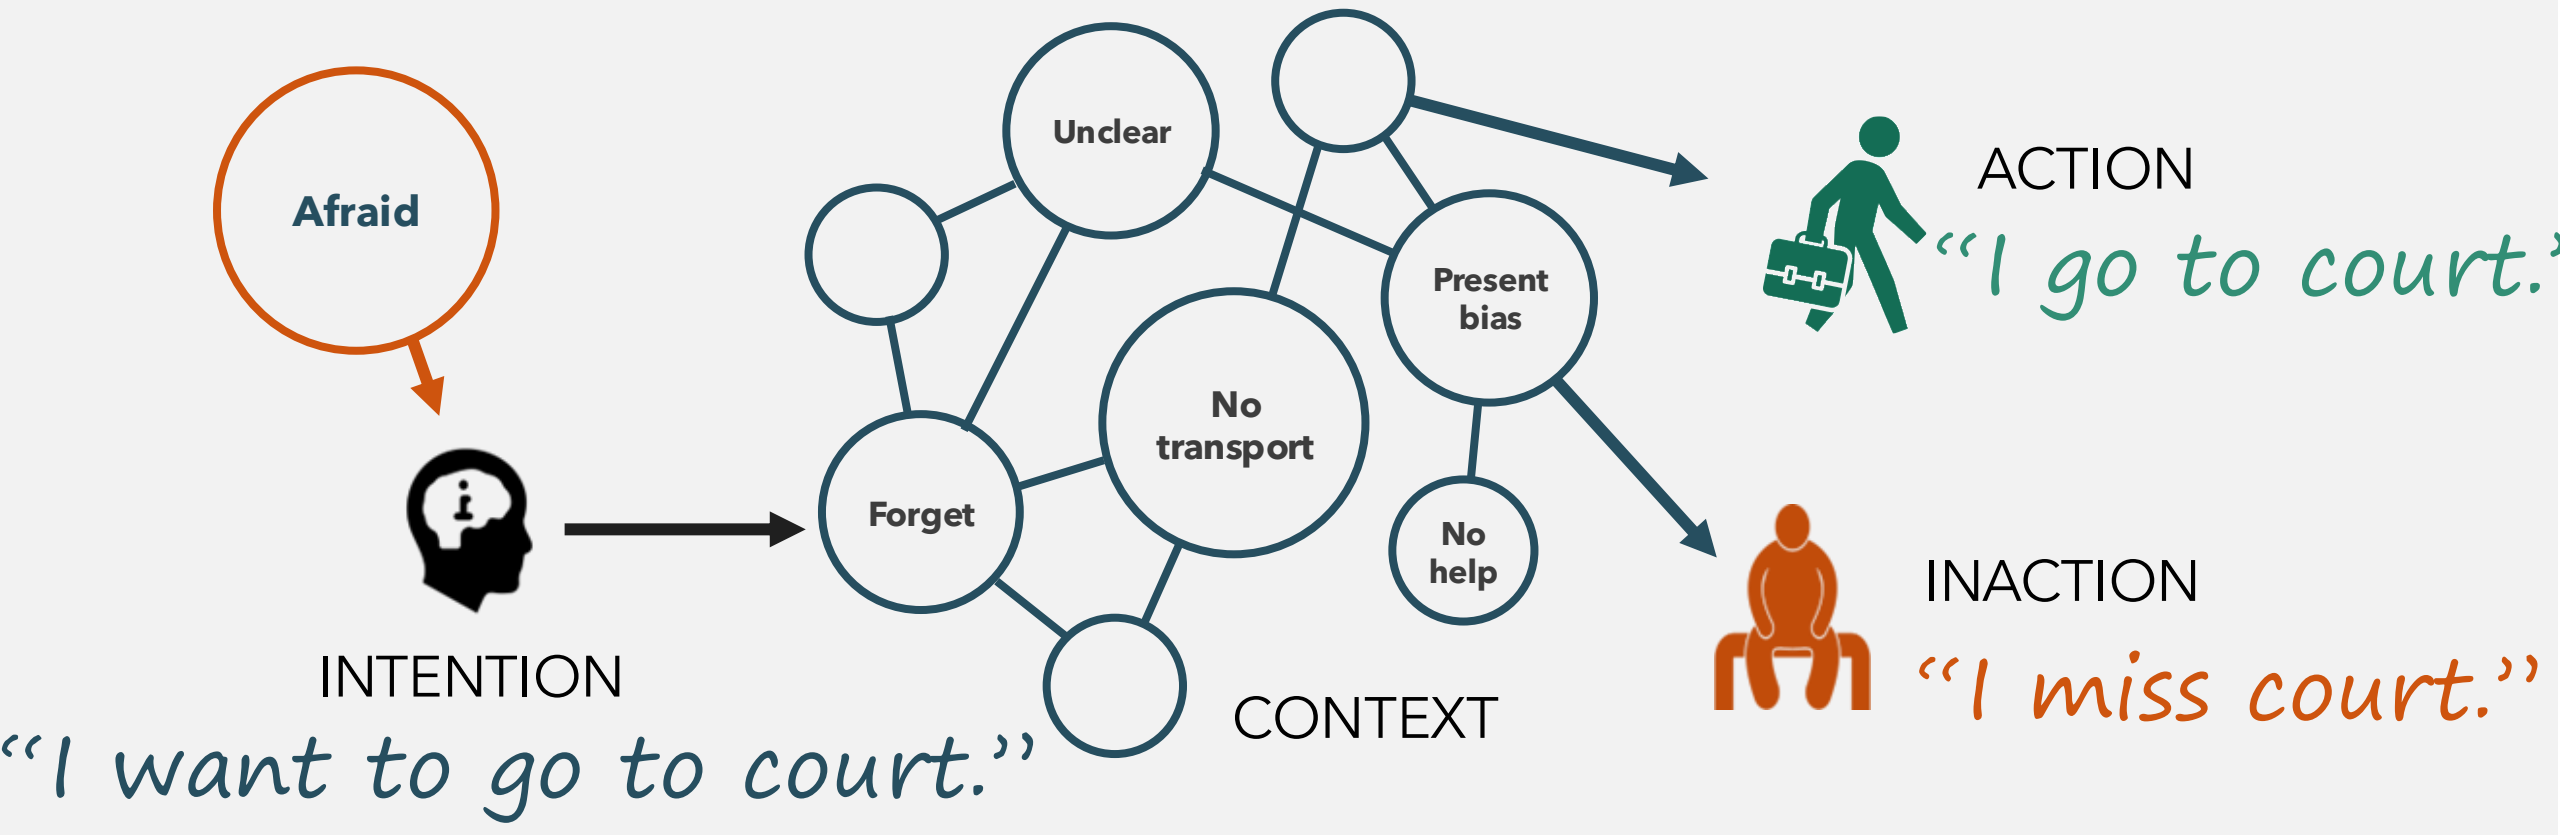 Afraid
INTENTION
“I want to go to court.”
Unclear
Forget
No
transport
Present
bias
No
help
CONTEXT
ACTION
“I go to court.”
INACTION
“I miss court.”